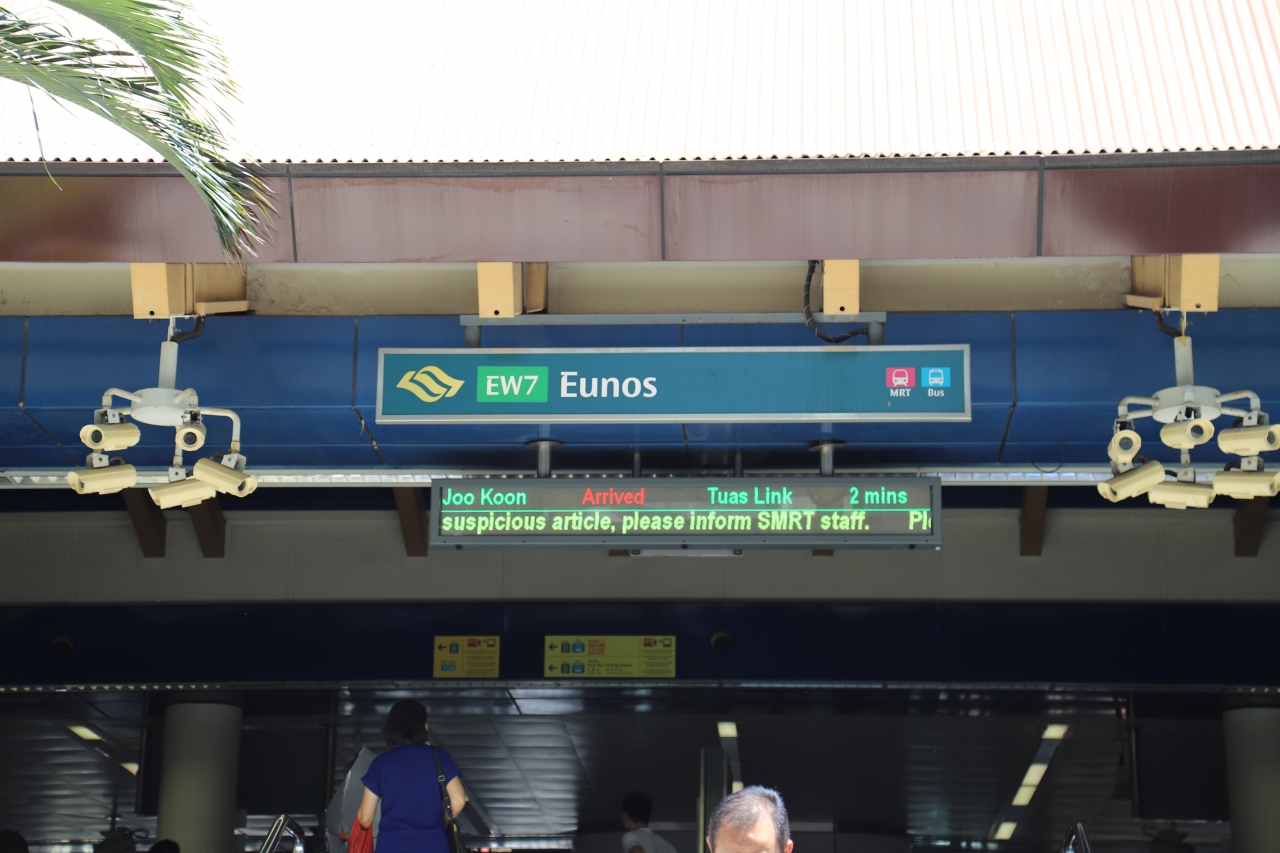 EW7 Eunos
MRT Bus
Joo Koon Arrived Tuas Link 2 mins
suspicious article, please inform SMRT staff.